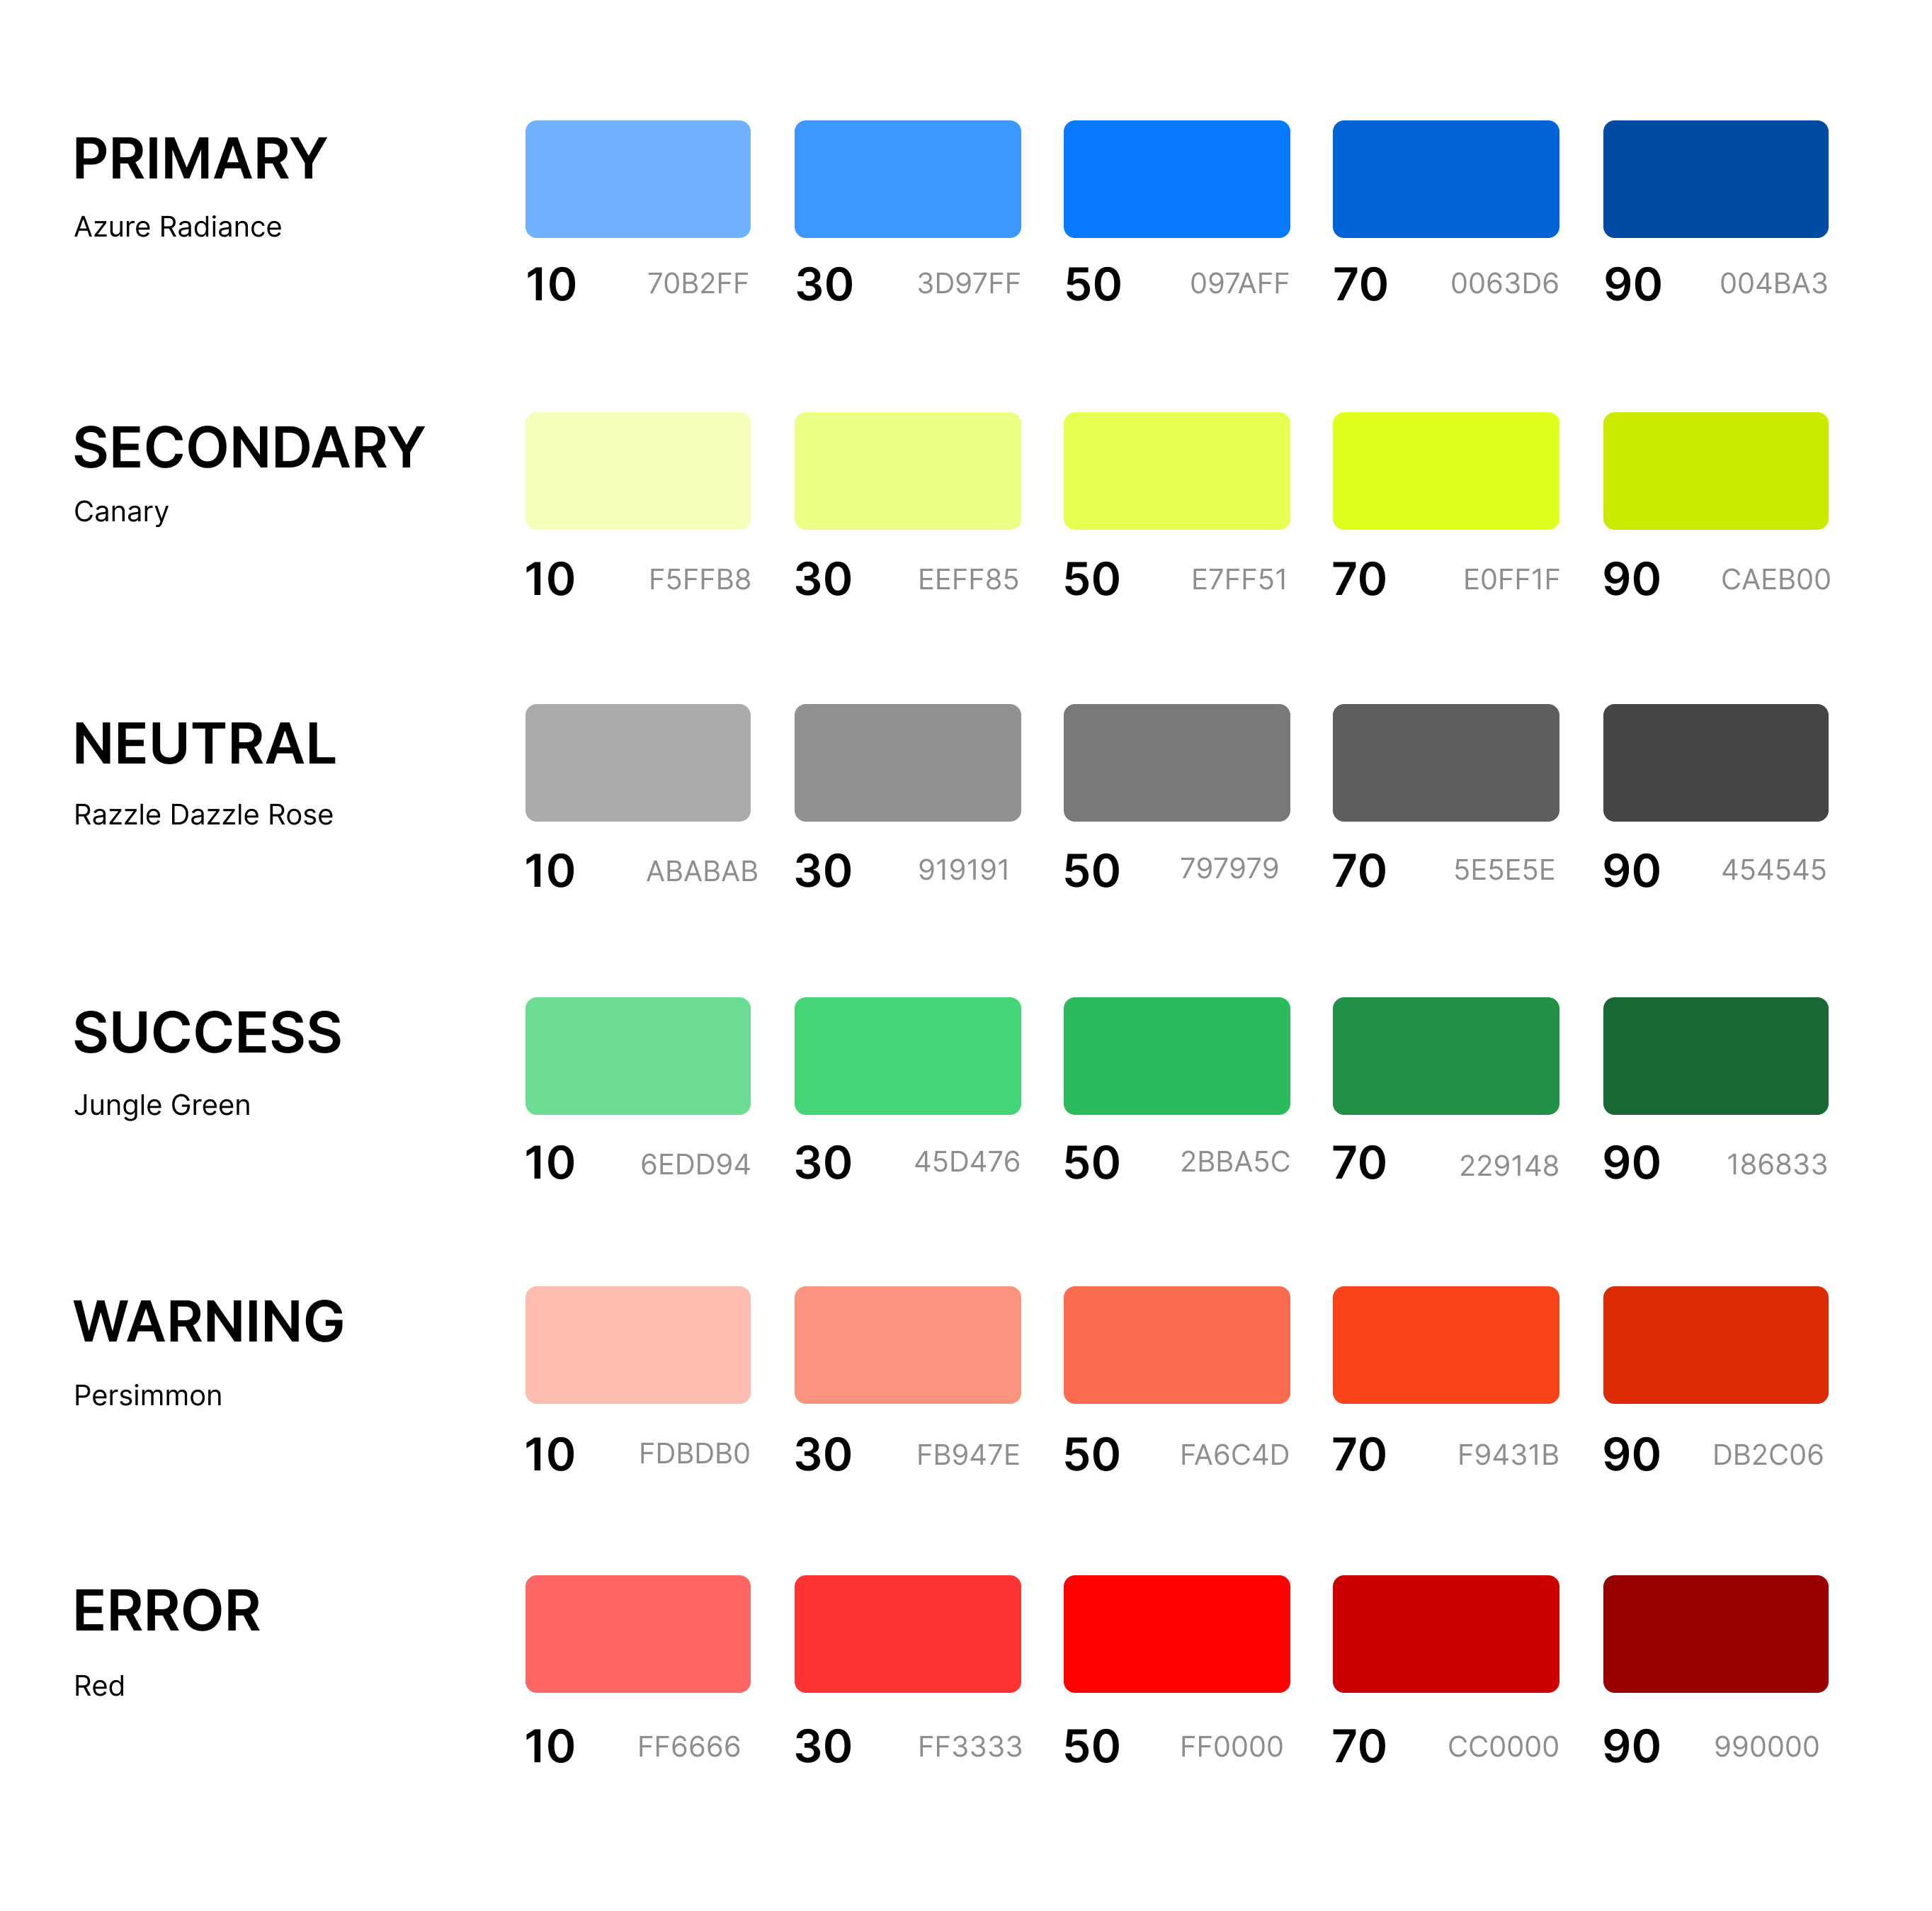 PRIMARY
Azure Radiance
10 70B2FF 30 3D97FF 50 097AFF 70 0063D6 90 004BA3
SECONDARY
Canary
10 F5FFB8 30 EEFF85 50 E7FF51 70 E0FF1F 90 CAEB00
NEUTRAL
Razzle Dazzle Rose
10 ABABAB 30 919191 50 797979 70 5E5E5E 90 454545
SUCCESS
Jungle Green
10 6EDD94 30 45D476 50 2BBA5C 70 229148 90 186833
WARNING
Persimmon
10 FDBDB0 30 FB947E 50 FA6C4D 70 F9431B 90 DB2C06
ERROR
Red
10 FF6666 30 FF3333 50 FF0000 70 CC0000 90 990000